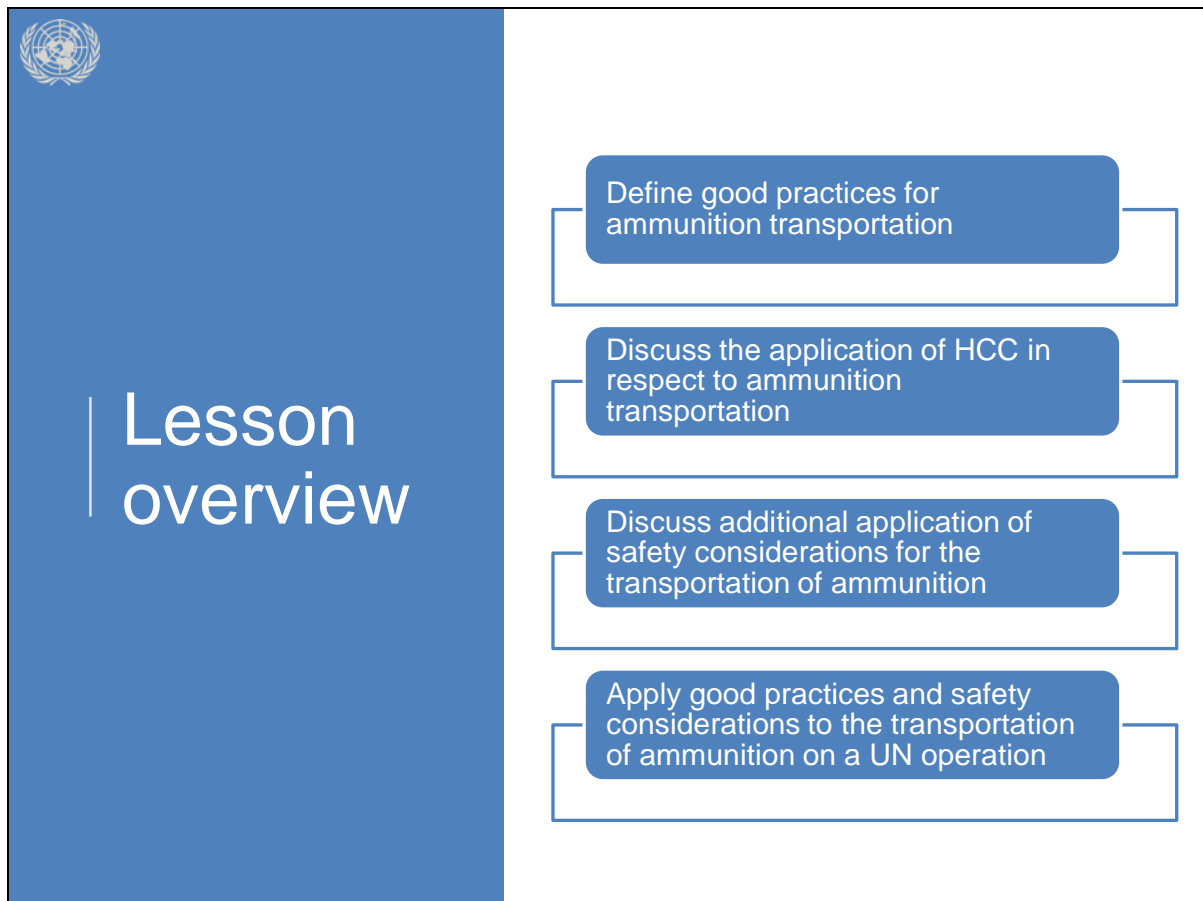 Lesson
overview
Define good practices for
ammunition transportation
Discuss the application of HCC in
respect to ammunition
transportation
Discuss additional application of
safety considerations for the
transportation of ammunition
Apply good practices and safety
considerations to the transportation
of ammunition on a UN operation